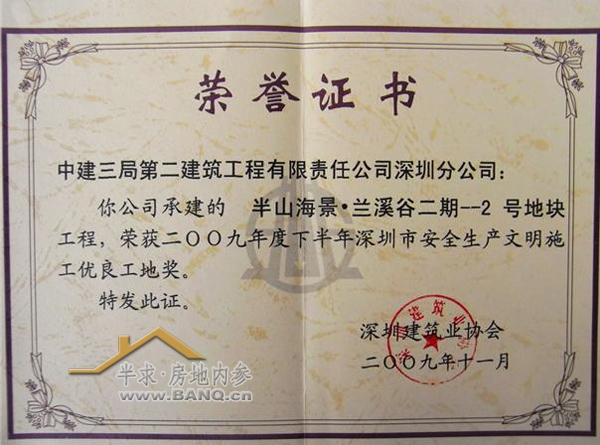 荣誉证书
中建三局第二建筑工程有限责任公司深圳分公司：
你公司承建的 半山海景·兰溪谷二期--2 号地块
工程，荣获二〇〇九年度下半年深圳市安全生产文明施
工优良工地奖。
特发此证。
深圳建筑业协会
二〇〇九年十一月
半求·房地内参
www.BANQ.cn